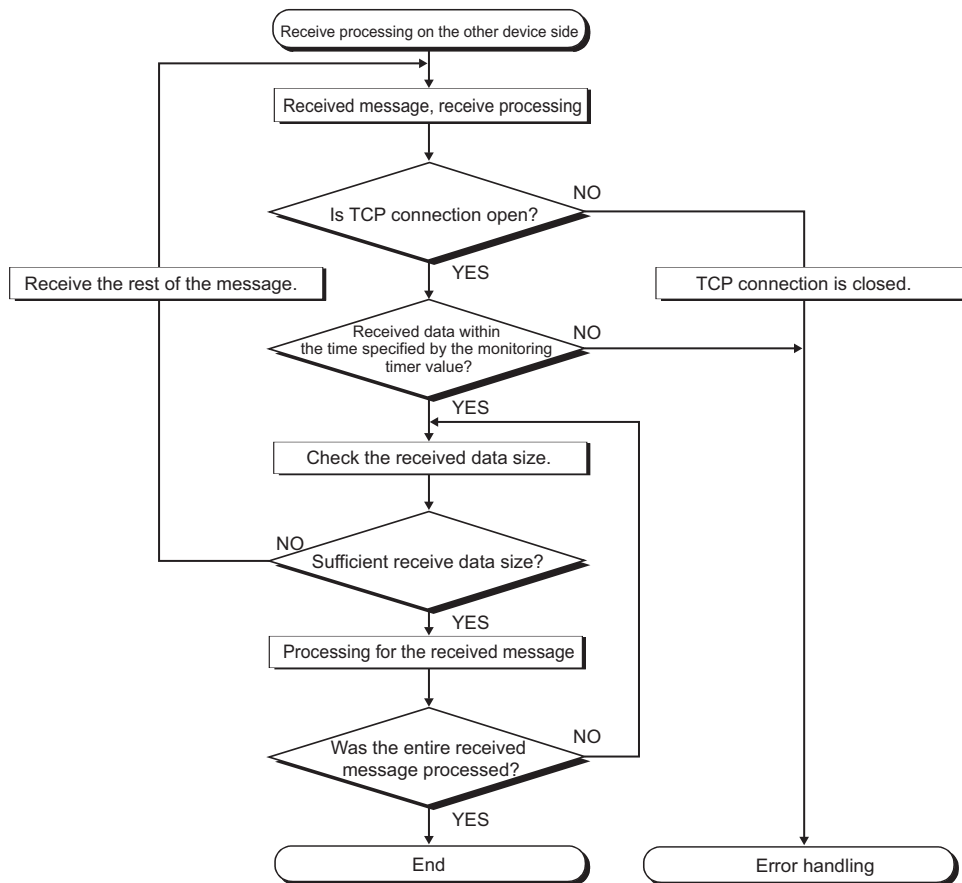 Receive processing on the other device side
Received message, receive processing
Is TCP connection open?
NO
YES
Receive the rest of the message.
TCP connection is closed.
Received data within
the time specified by the monitoring
timer value?
NO
YES
Check the received data size.
Sufficient receive data size?
NO
YES
Processing for the received message
Was the entire received
message processed?
NO
YES
End
Error handling